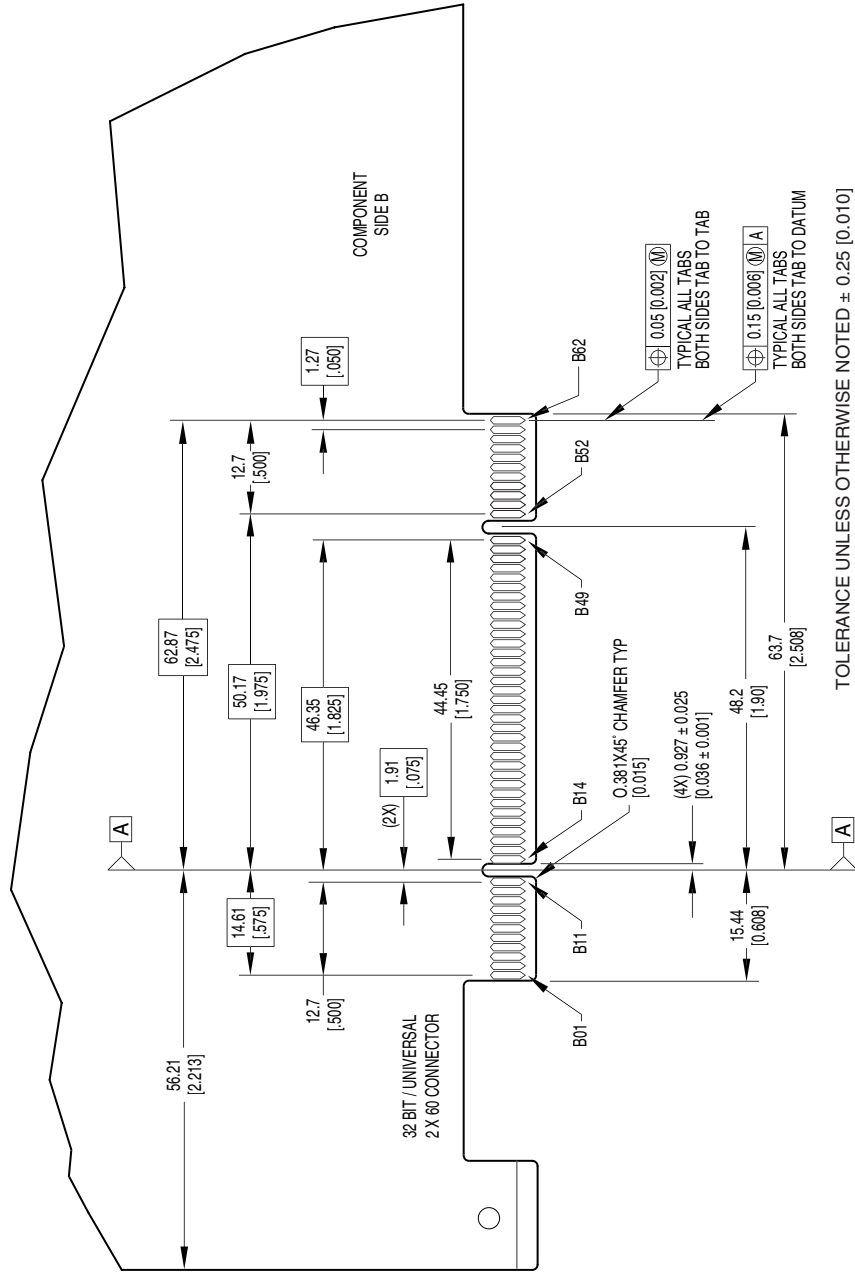 COMPONENT
SIDE B
1.27
[.050]
62.87
[2.475]
12.7
[.500]
50.17
[1.975]
46.35
[1.825]
44.45
[1.750]
(2X)
1.91
[.075]
A
14.61
[.575]
12.7
[.500]
56.21
[2.213]
32 BIT / UNIVERSAL
2 X 60 CONNECTOR
B01
B11
B14
B49
B52
B62
0.381X45° CHAMFER TYP
[0.015]
(4X) 0.927 ± 0.025
[0.036 ± 0.001]
15.44
[0.608]
48.2
[1.90]
63.7
[2.508]
A
⌖ 0.05 [0.002] Ⓜ
TYPICAL ALL TABS
BOTH SIDES TAB TO TAB
⌖ 0.15 [0.006] Ⓜ A
TYPICAL ALL TABS
BOTH SIDES TAB TO DATUM
TOLERANCE UNLESS OTHERWISE NOTED ± 0.25 [0.010]